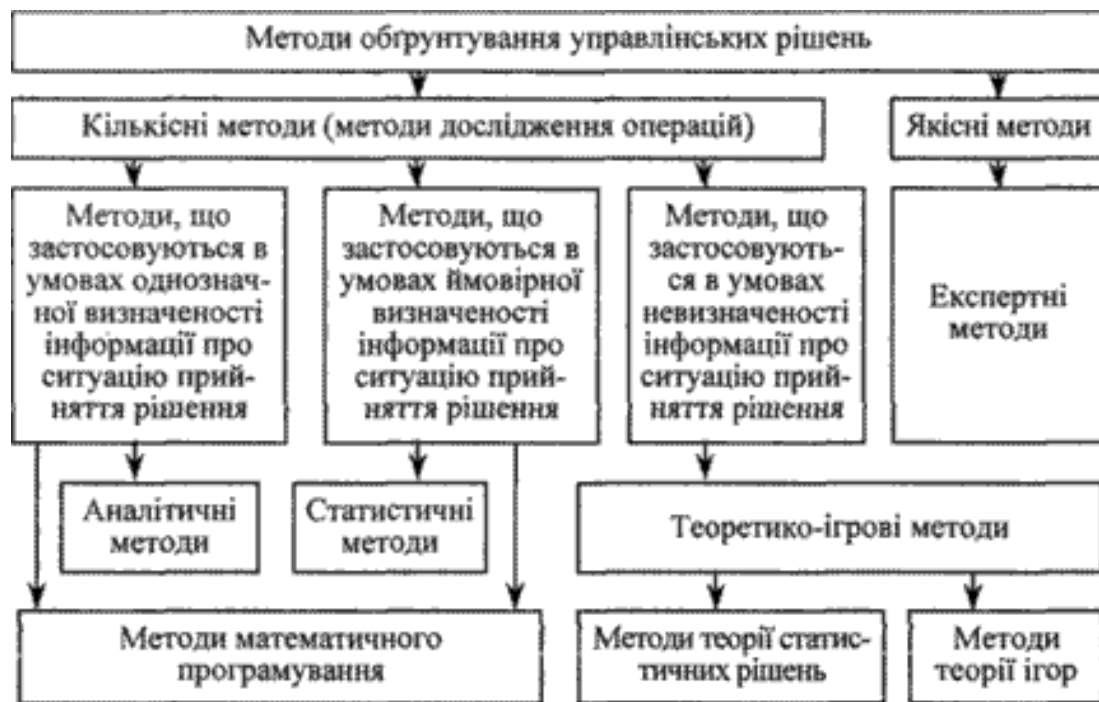 Методи обґрунтування управлінських рішень
Кількісні методи (методи дослідження операцій)
Якісні методи
Методи, що
застосовуються в
умовах однознач-
ної визначеності
інформації про
ситуацію прий-
няття рішення
Методи, що
застосовуються в
умовах ймовірної
визначеності
інформації про
ситуацію прий-
няття рішення
Методи, що
застосовують-
ся в умовах
невизначеності
інформації про
ситуацію прий-
няття рішення
Експертні
методи
Аналітичні
методи
Статистичні
методи
Теоретико-ігрові методи
Методи математичного
програмування
Методи теорії статис-
тичних рішень
Методи
теорії ігор